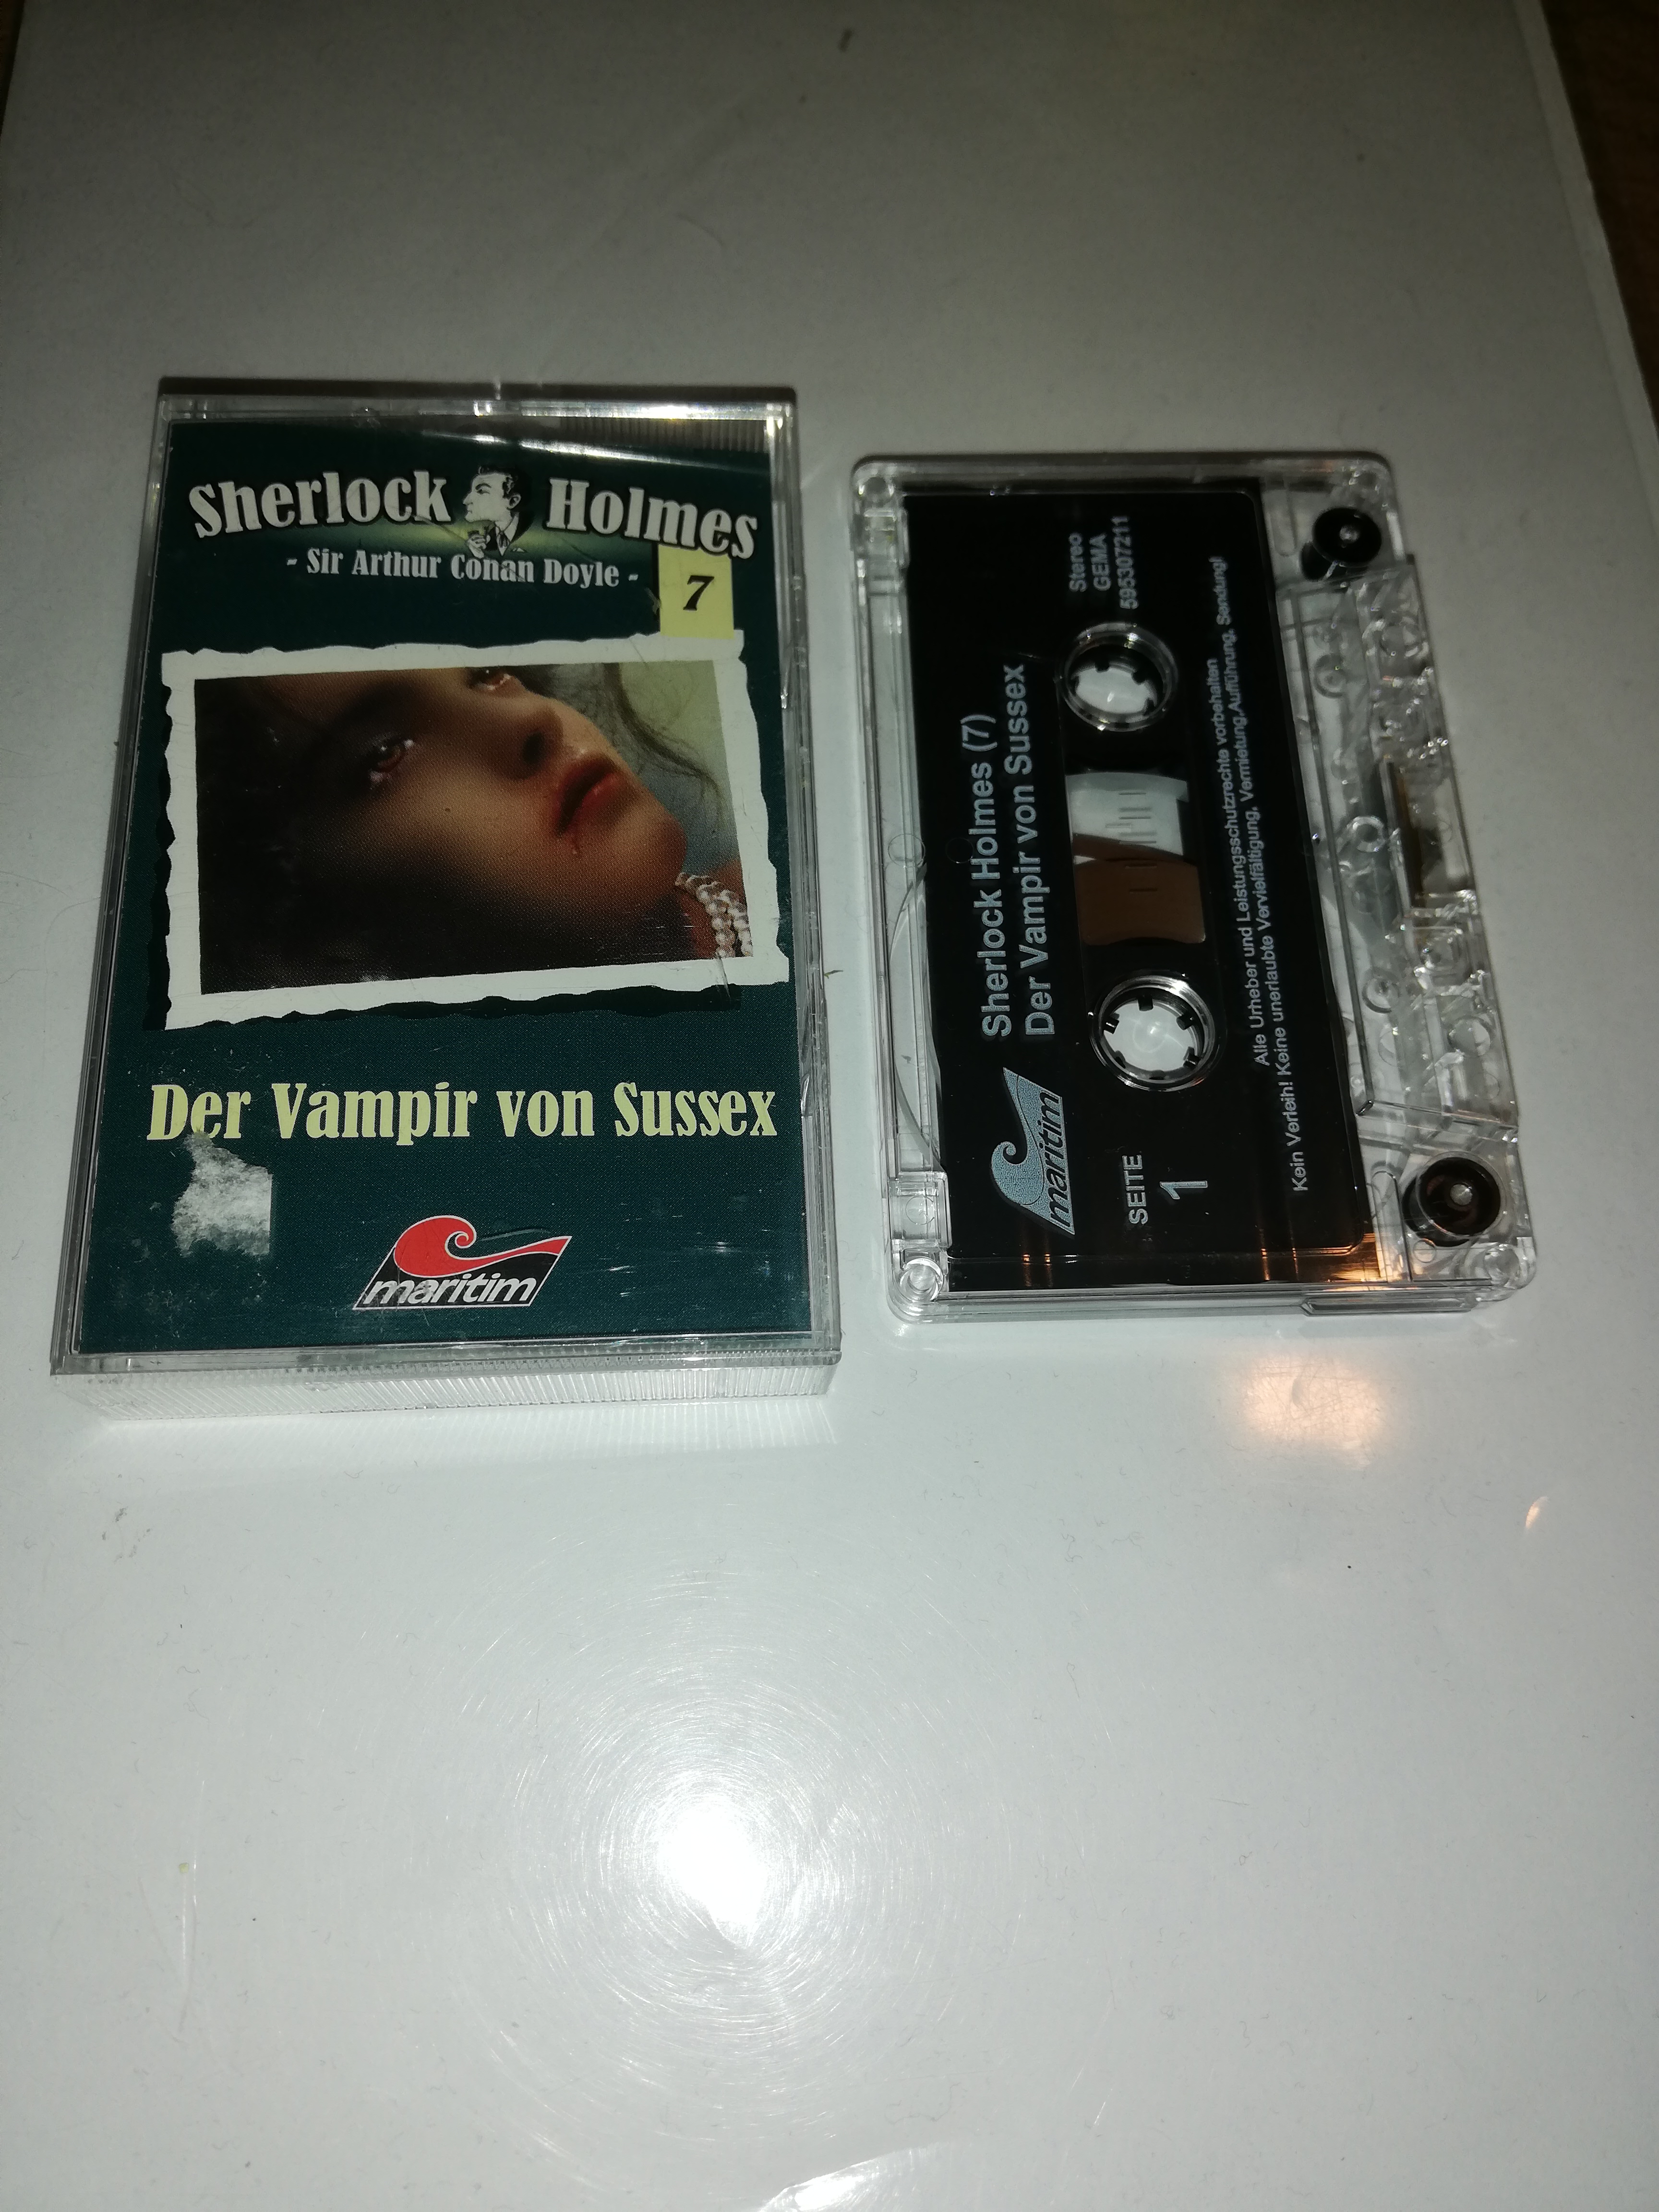 Sherlock Holmes
- Sir Arthur Conan Doyle -
7
Der Vampir von Sussex
maritim
maritim
Sherlock Holmes (7)
Der Vampir von Sussex
SEITE
1
Stereo
GEMA
595307211
Alle Urheber und Leistungsschutzrechte vorbehalten
Kein Verleih! Keine unerlaubte Vervielfältigung, Vermietung,Aufführung, Sendung!